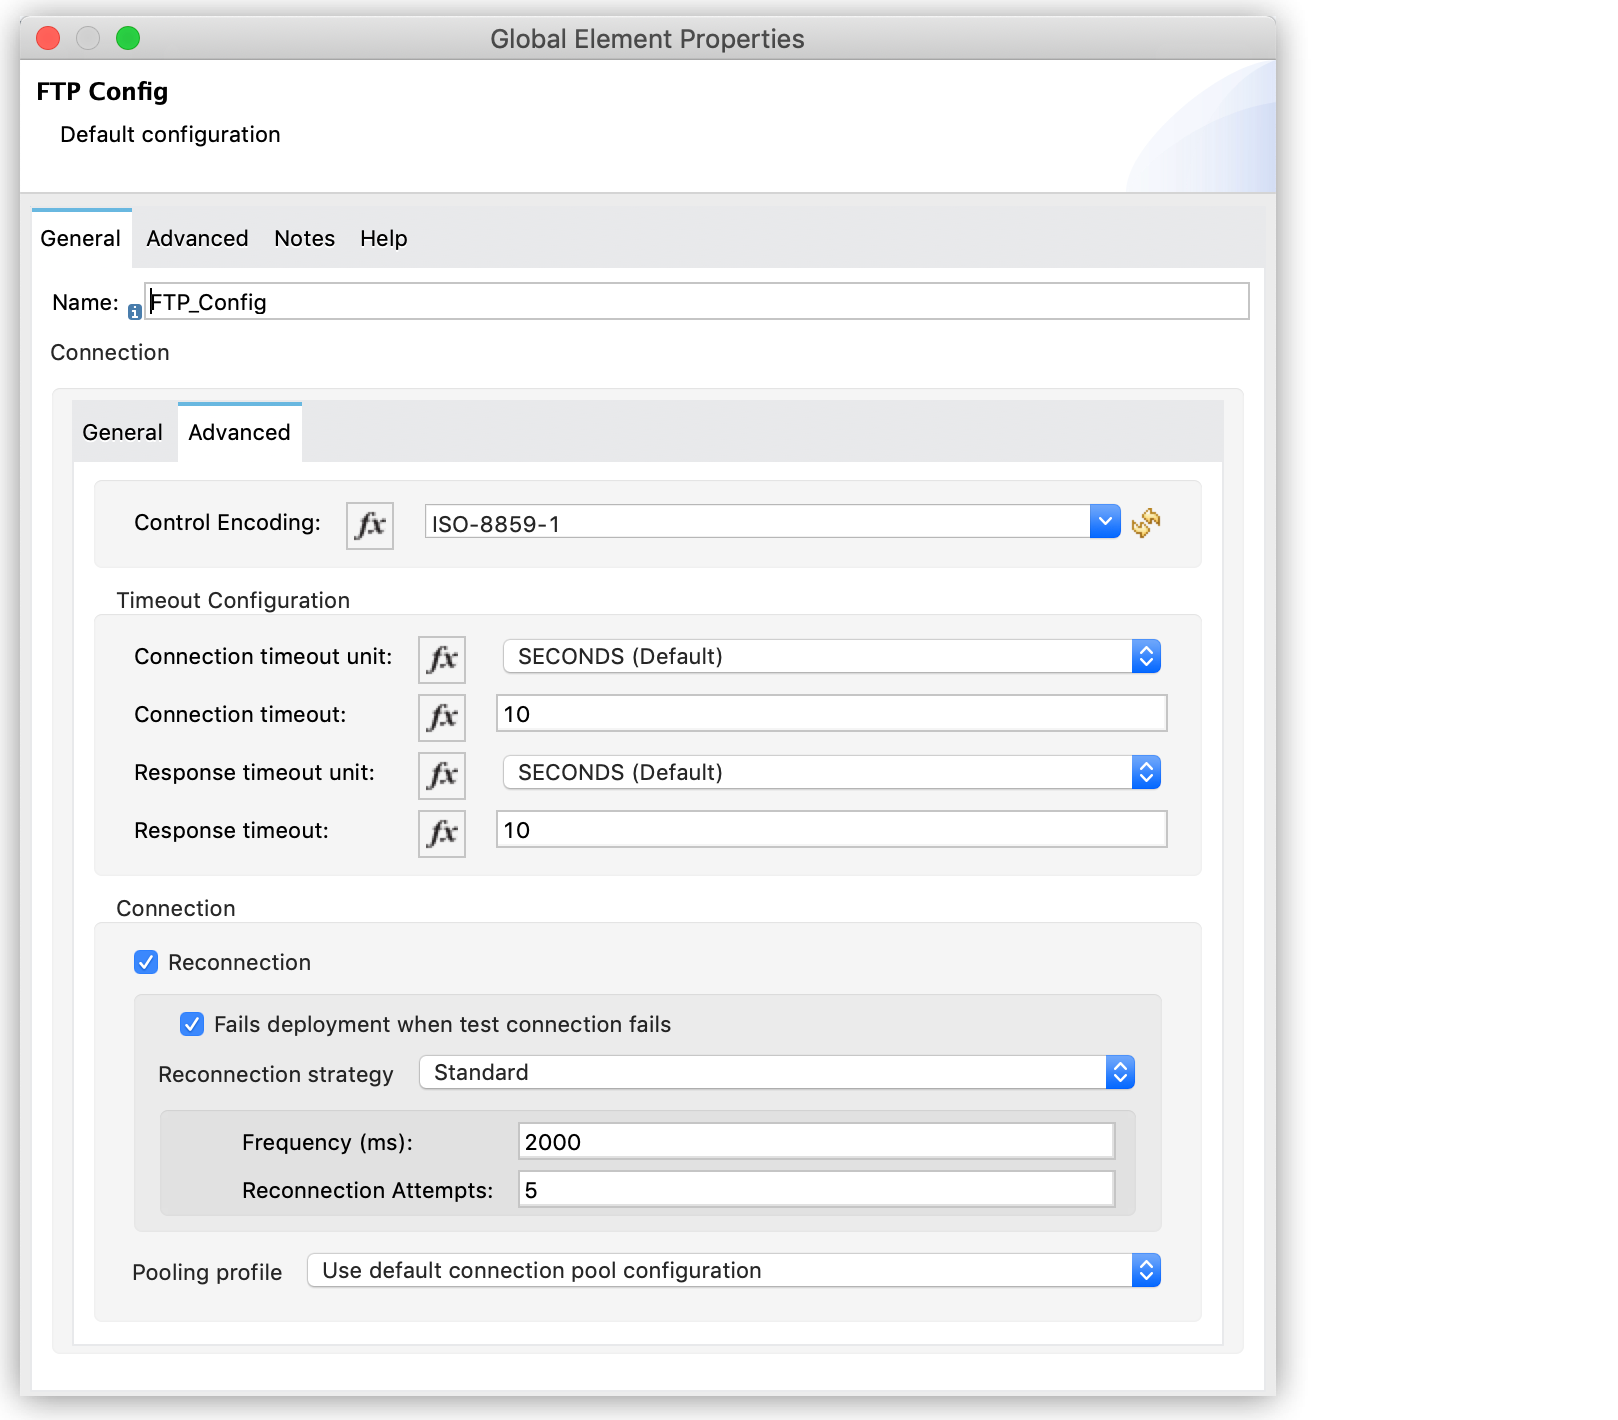 Global Element Properties
FTP Config
Default configuration
General Advanced Notes Help
Name: FTP_Config
Connection
General Advanced
Control Encoding: fx ISO-8859-1
Timeout Configuration
Connection timeout unit: fx SECONDS (Default)
Connection timeout: fx 10
Response timeout unit: fx SECONDS (Default)
Response timeout: fx 10
Connection
Reconnection
Fails deployment when test connection fails
Reconnection strategy Standard
Frequency (ms): 2000
Reconnection Attempts: 5
Pooling profile Use default connection pool configuration